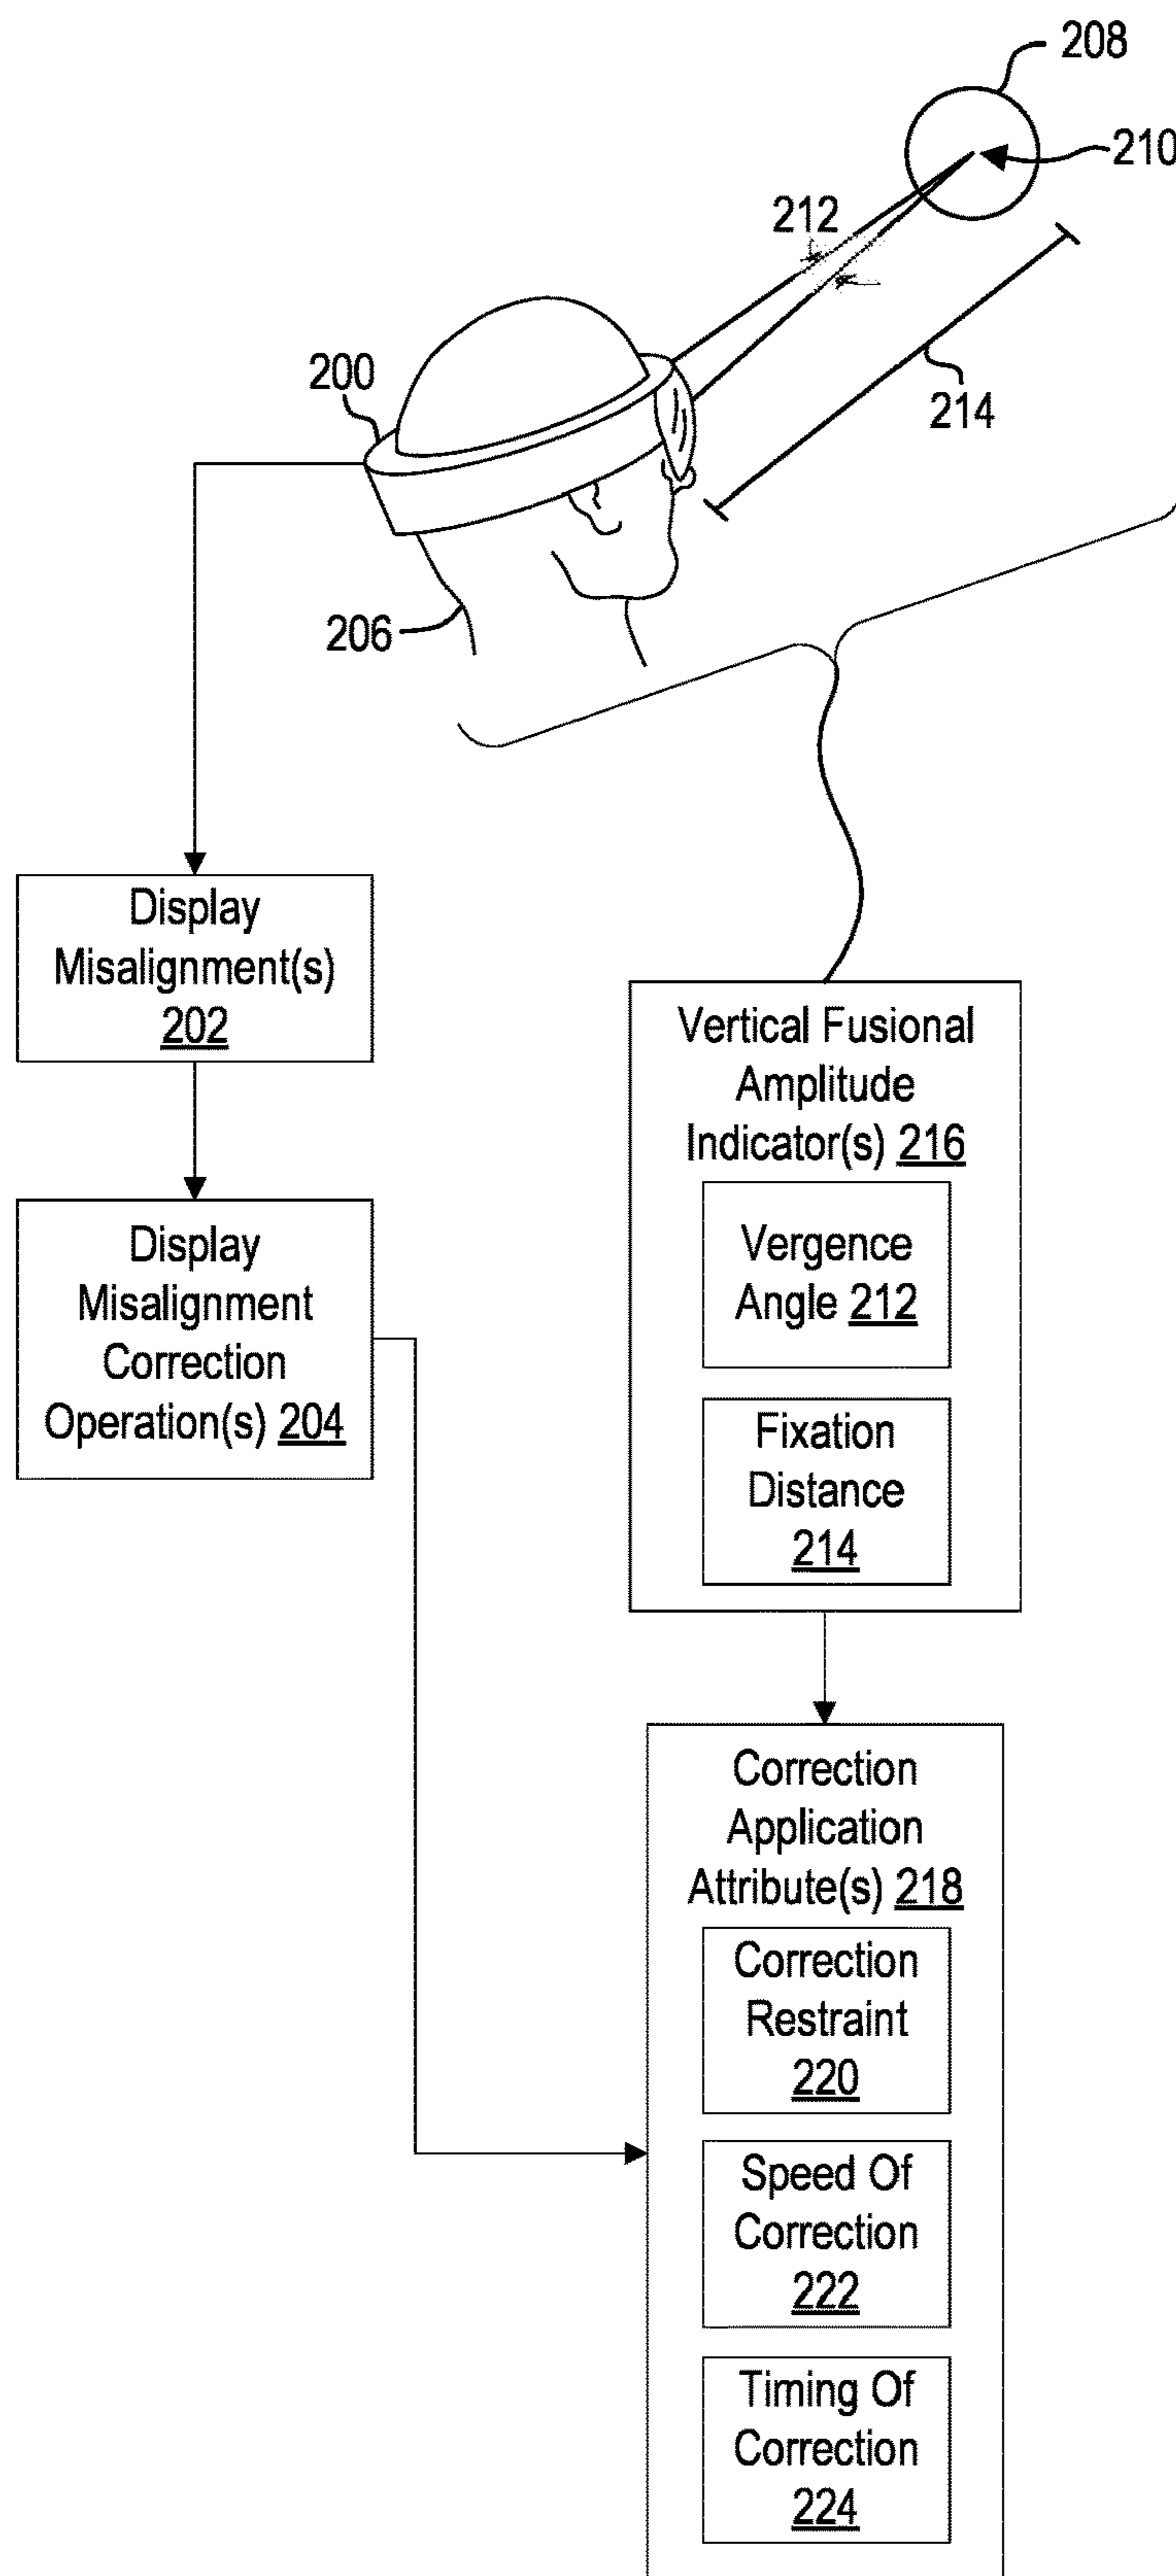 208
210
212
200
214
206
Display
Misalignment(s)
202
Display
Misalignment
Correction
Operation(s) 204
Vertical Fusional
Amplitude
Indicator(s) 216
Vergence
Angle 212
Fixation
Distance
214
Correction
Application
Attribute(s) 218
Correction
Restraint
220
Speed Of
Correction
222
Timing Of
Correction
224